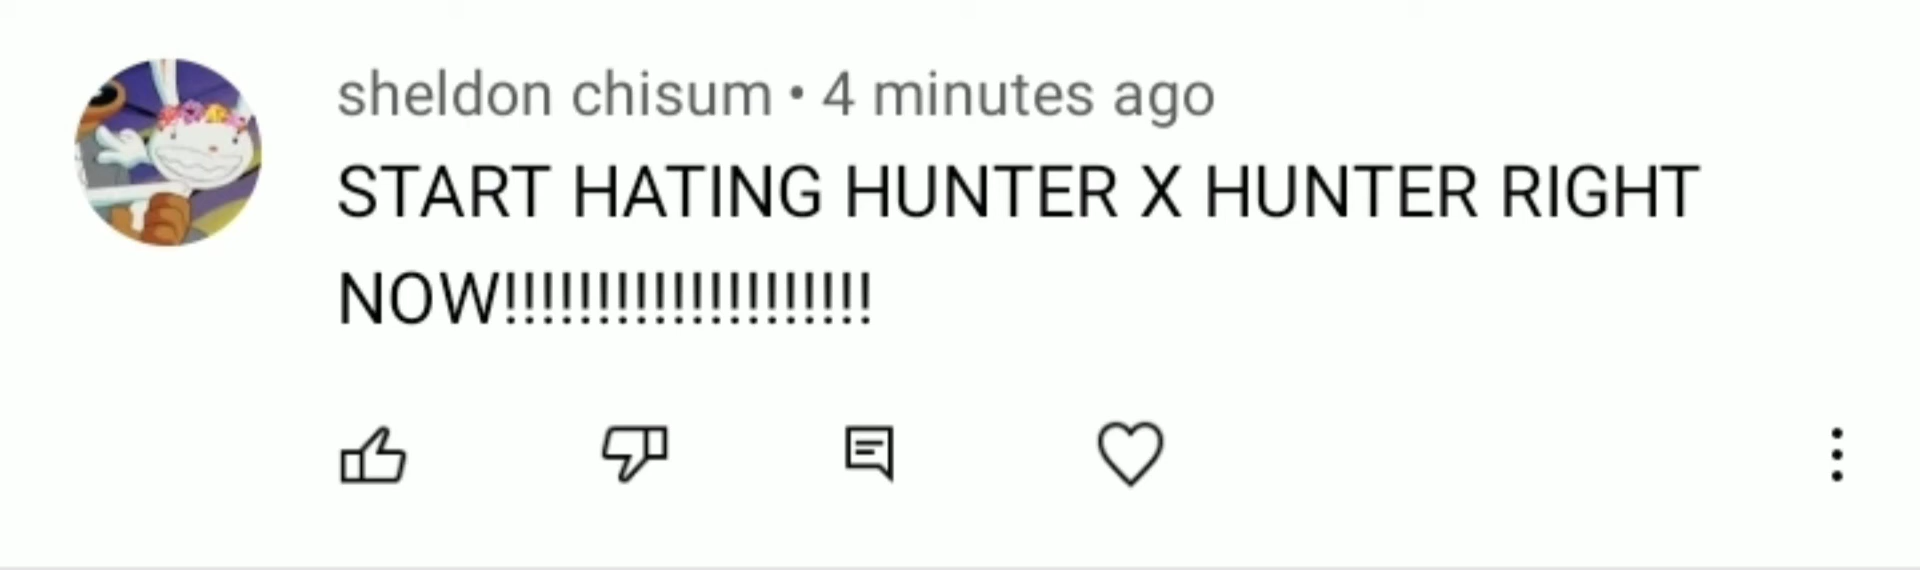 sheldon chisum • 4 minutes ago
START HATING HUNTER X HUNTER RIGHT
NOW!!!!!!!!!!!!!!!!!!!!